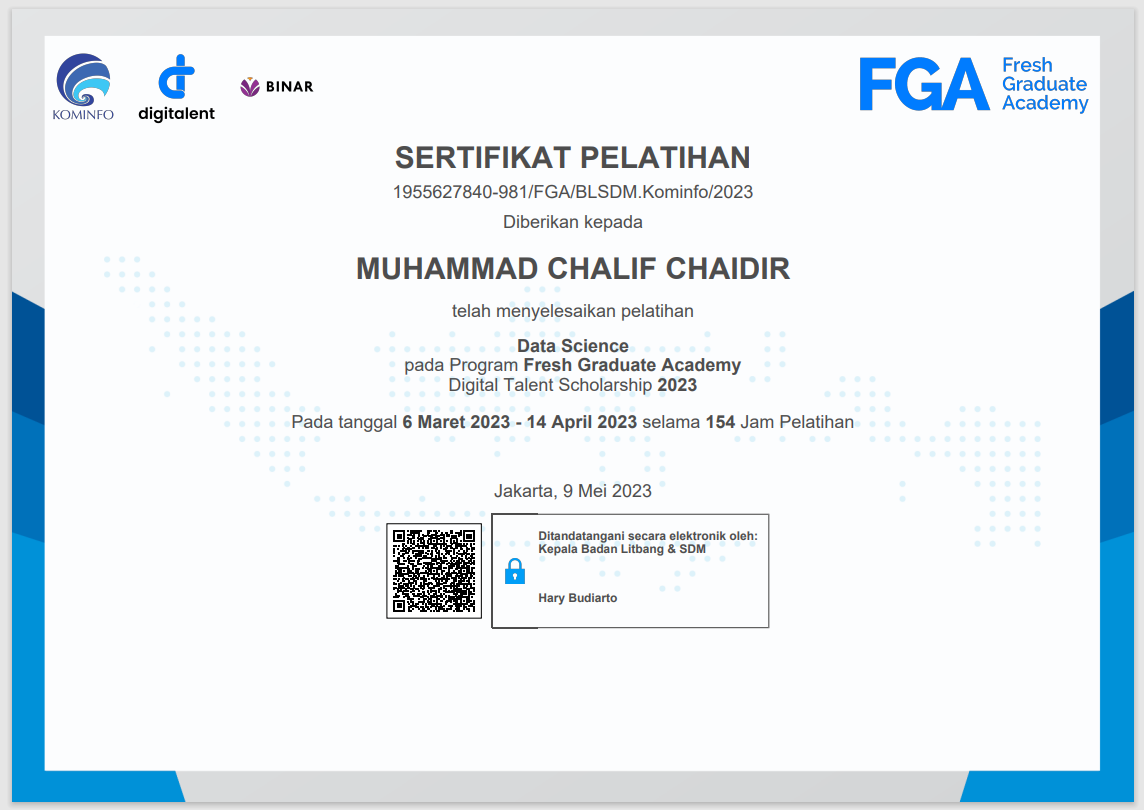 KOMINFO
digitalent
BINAR
FGA
Fresh
Graduate
Academy
SERTIFIKAT PELATIHAN
1955627840-981/FGA/BLSDM.Kominfo/2023
Diberikan kepada
MUHAMMAD CHALIF CHAIDIR
telah menyelesaikan pelatihan
Data Science
pada Program Fresh Graduate Academy
Digital Talent Scholarship 2023
Pada tanggal 6 Maret 2023 - 14 April 2023 selama 154 Jam Pelatihan
Jakarta, 9 Mei 2023
Ditandatangani secara elektronik oleh:
Kepala Badan Litbang & SDM
Hary Budiarto